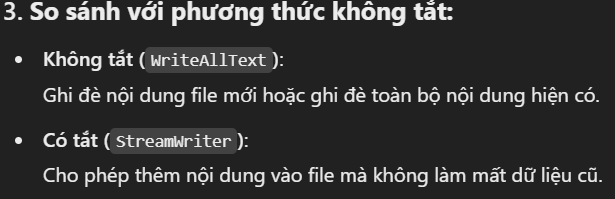 3. So sánh với phương thức không tắt:
• Không tắt (WriteAllText):
Ghi đè nội dung file mới hoặc ghi đè toàn bộ nội dung hiện có.
• Có tắt (StreamWriter):
Cho phép thêm nội dung vào file mà không làm mất dữ liệu cũ.